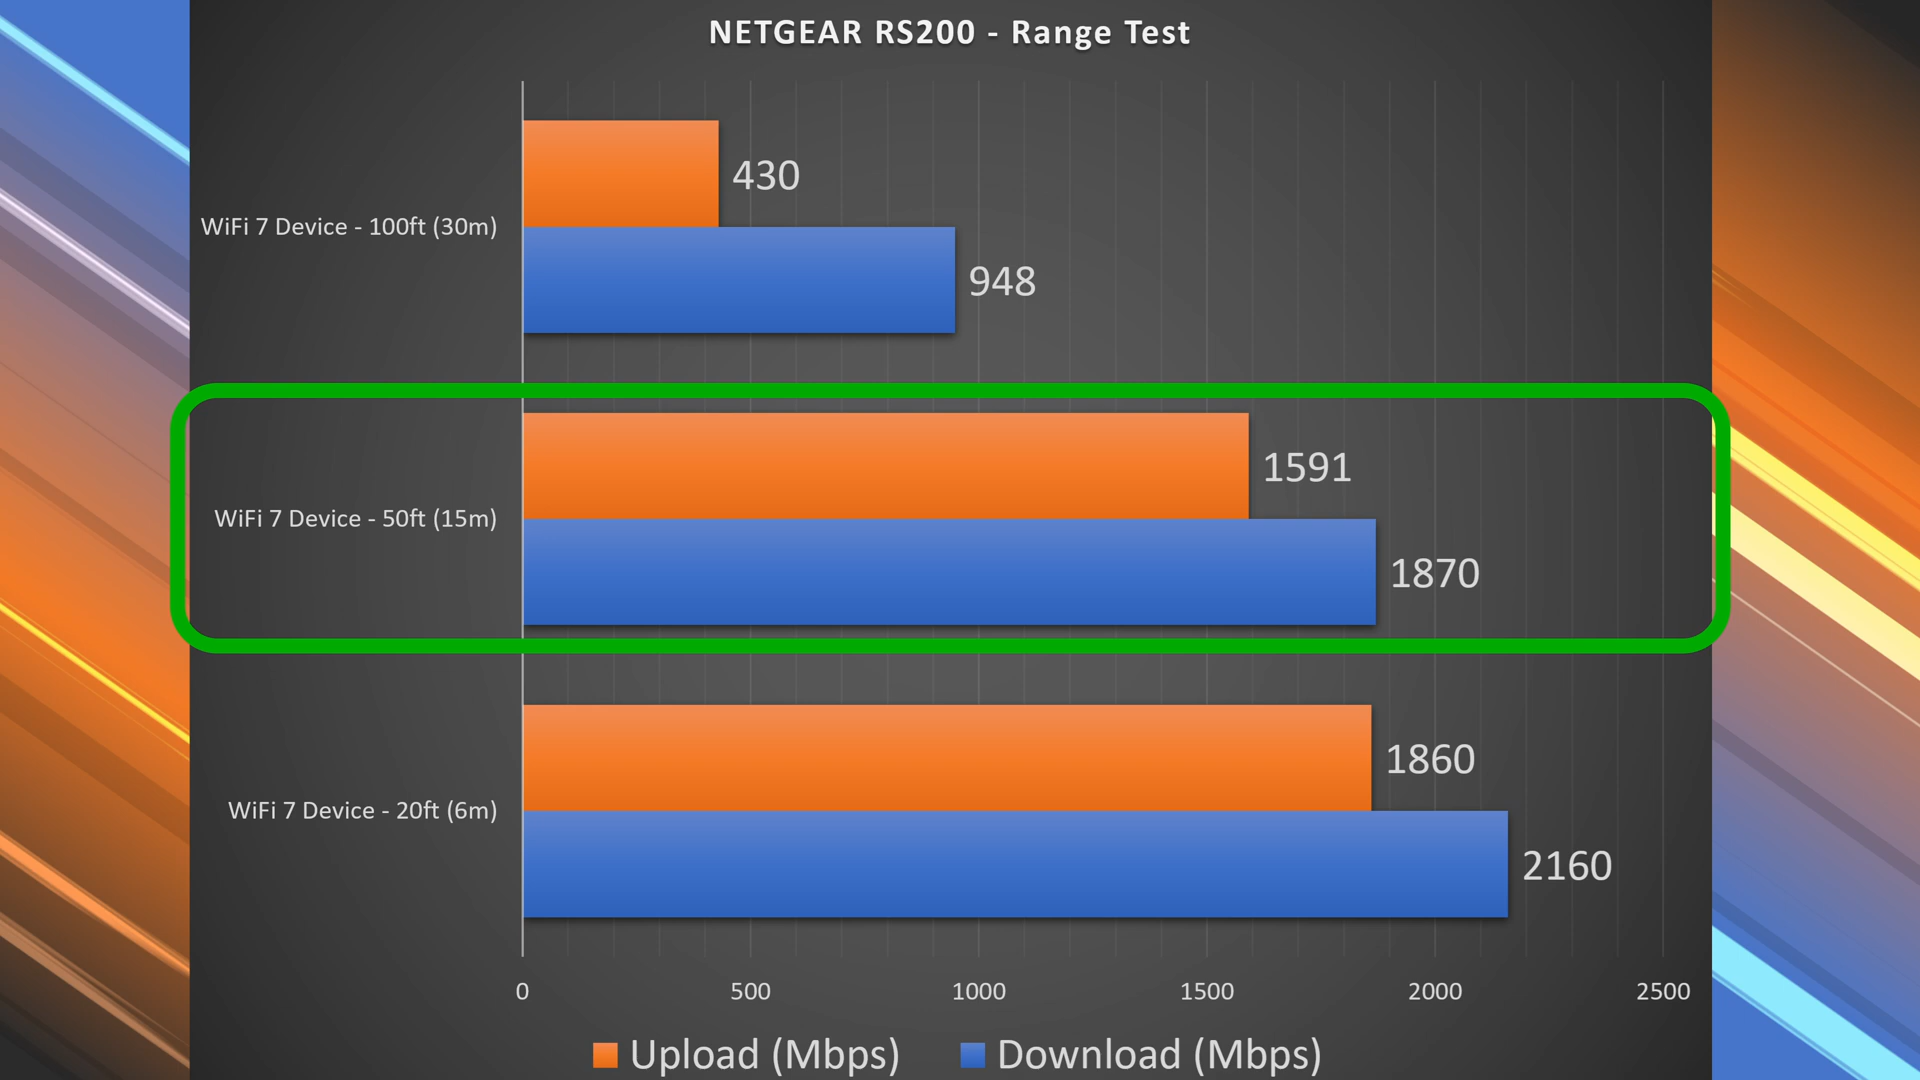 NETGEAR RS200 - Range Test
430
WiFi 7 Device - 100ft (30m)
948
1591
WiFi 7 Device - 50ft (15m)
1870
1860
WiFi 7 Device - 20ft (6m)
2160
0 500 1000 1500 2000 2500
Upload (Mbps) Download (Mbps)